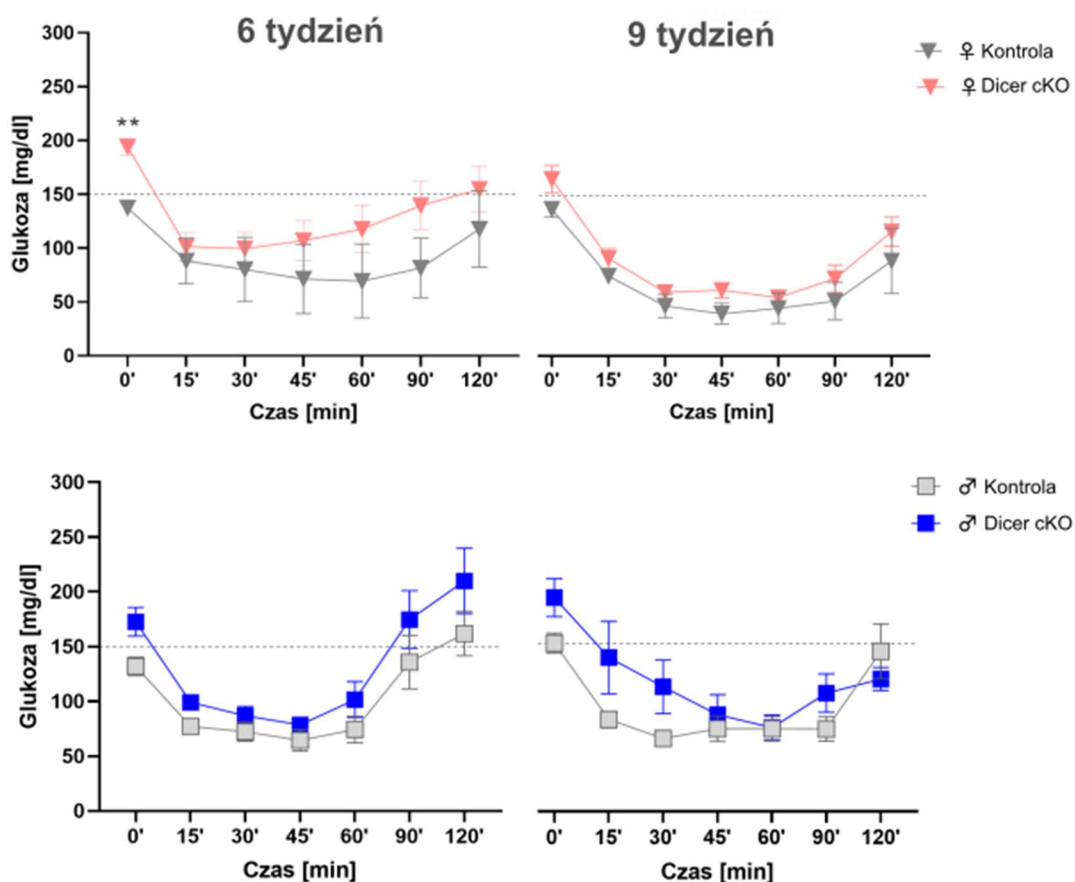 6 tydzień
9 tydzień
300
250
200
150
100
50
0
**
Glukoza [mg/dl]
0' 15' 30' 45' 60' 90' 120'
Czas [min]
0' 15' 30' 45' 60' 90' 120'
Czas [min]
♀ Kontrola
♀ Dicer cKO
300
250
200
150
100
50
0
Glukoza [mg/dl]
0' 15' 30' 45' 60' 90' 120'
Czas [min]
0' 15' 30' 45' 60' 90' 120'
Czas [min]
♂ Kontrola
♂ Dicer cKO